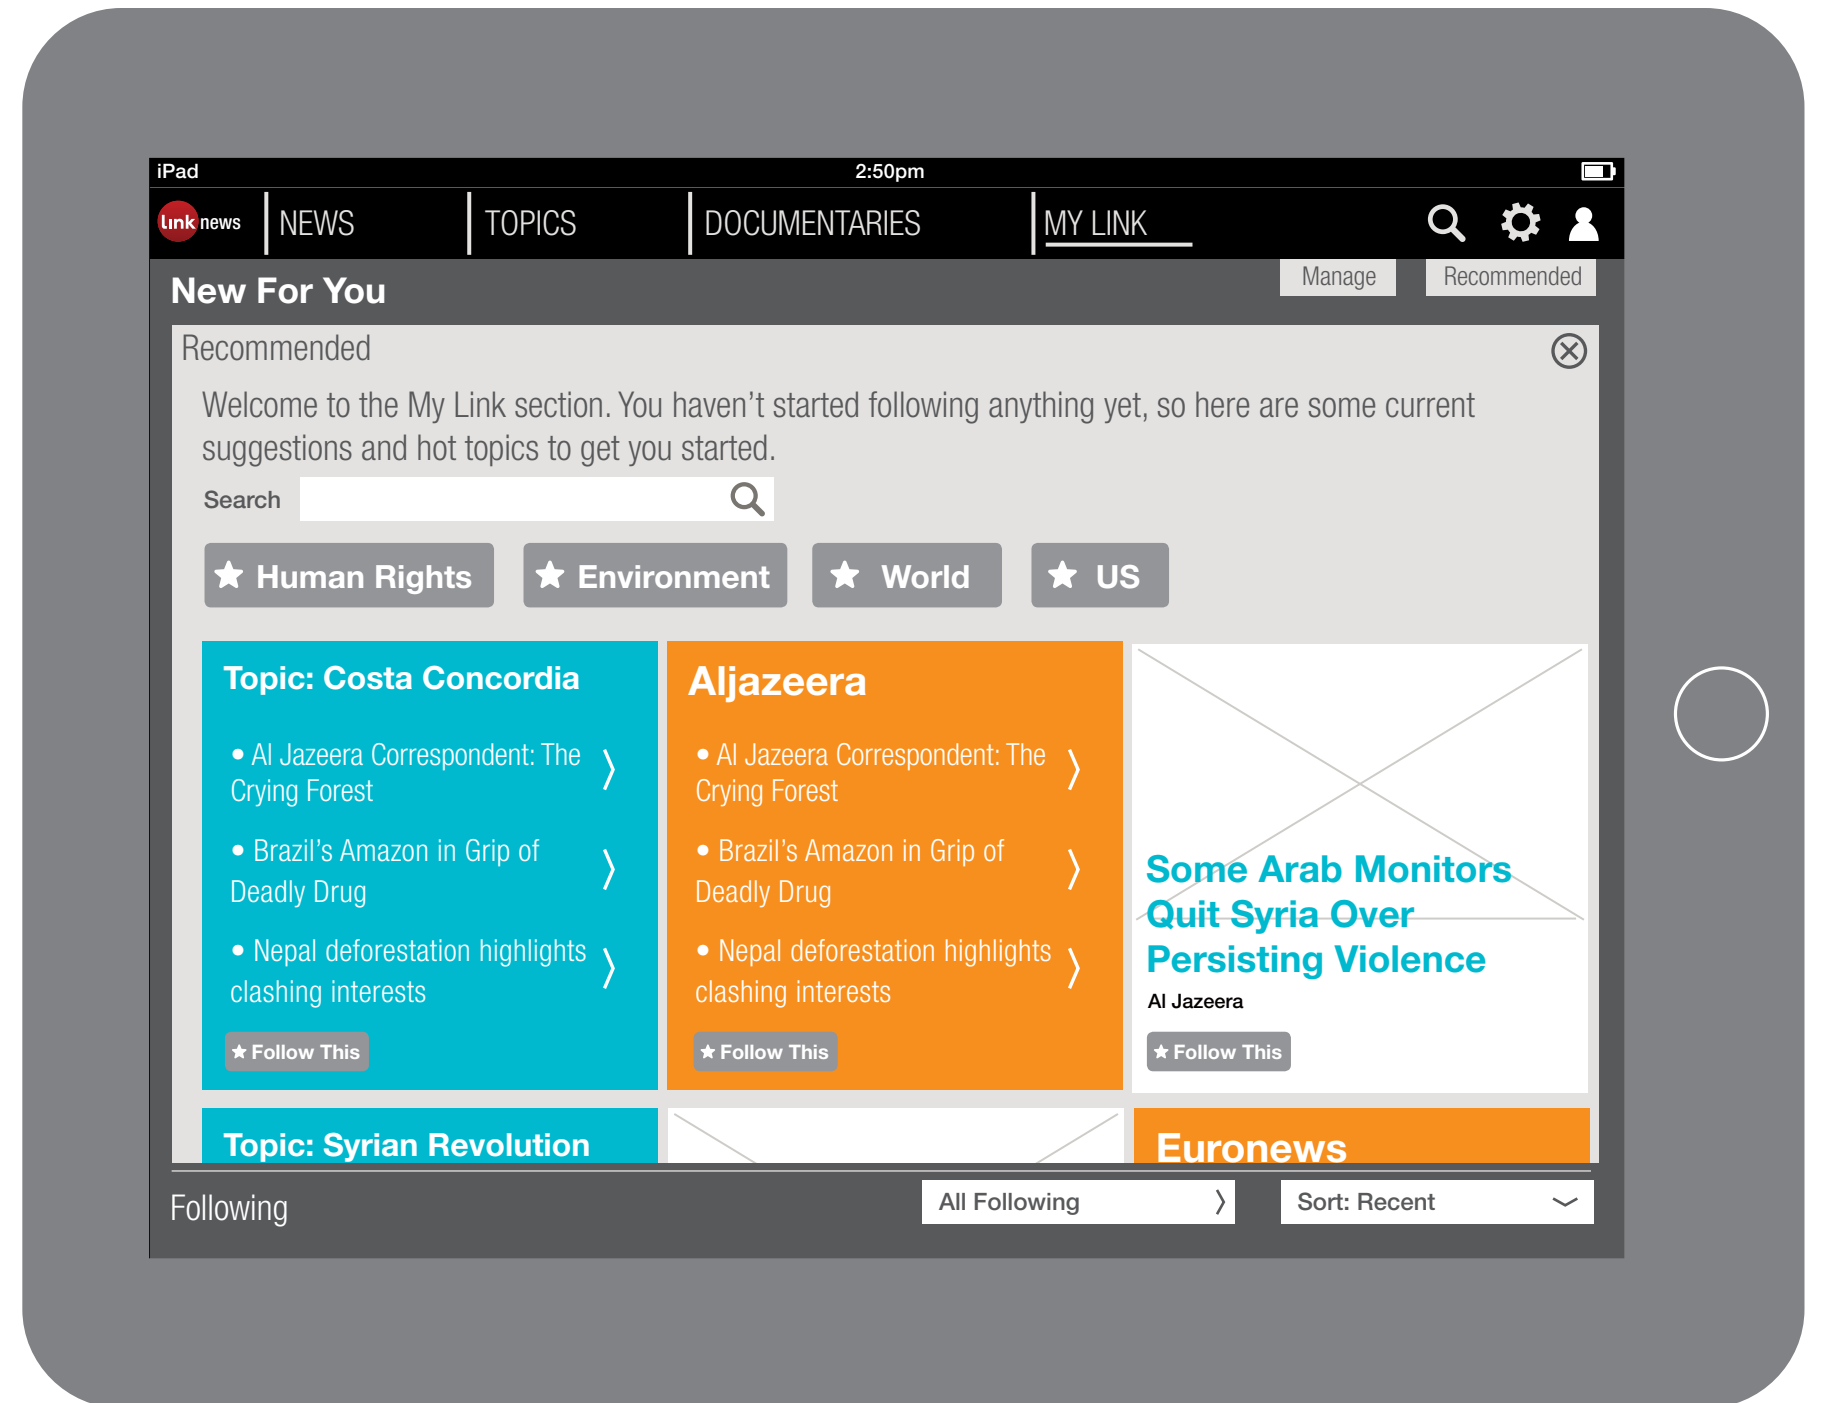 iPad
2:50pm
link news
NEWS
TOPICS
DOCUMENTARIES
MY LINK
New For You
Manage
Recommended
Recommended
Welcome to the My Link section. You haven't started following anything yet, so here are some current
suggestions and hot topics to get you started.
Search
Human Rights
Environment
World
US
Topic: Costa Concordia
• Al Jazeera Correspondent: The
Crying Forest
• Brazil's Amazon in Grip of
Deadly Drug
• Nepal deforestation highlights
clashing interests
Follow This
Aljazeera
• Al Jazeera Correspondent: The
Crying Forest
• Brazil's Amazon in Grip of
Deadly Drug
• Nepal deforestation highlights
clashing interests
Follow This
Some Arab Monitors
Quit Syria Over
Persisting Violence
Al Jazeera
Follow This
Topic: Syrian Revolution
Euronews
Following
All Following
Sort: Recent